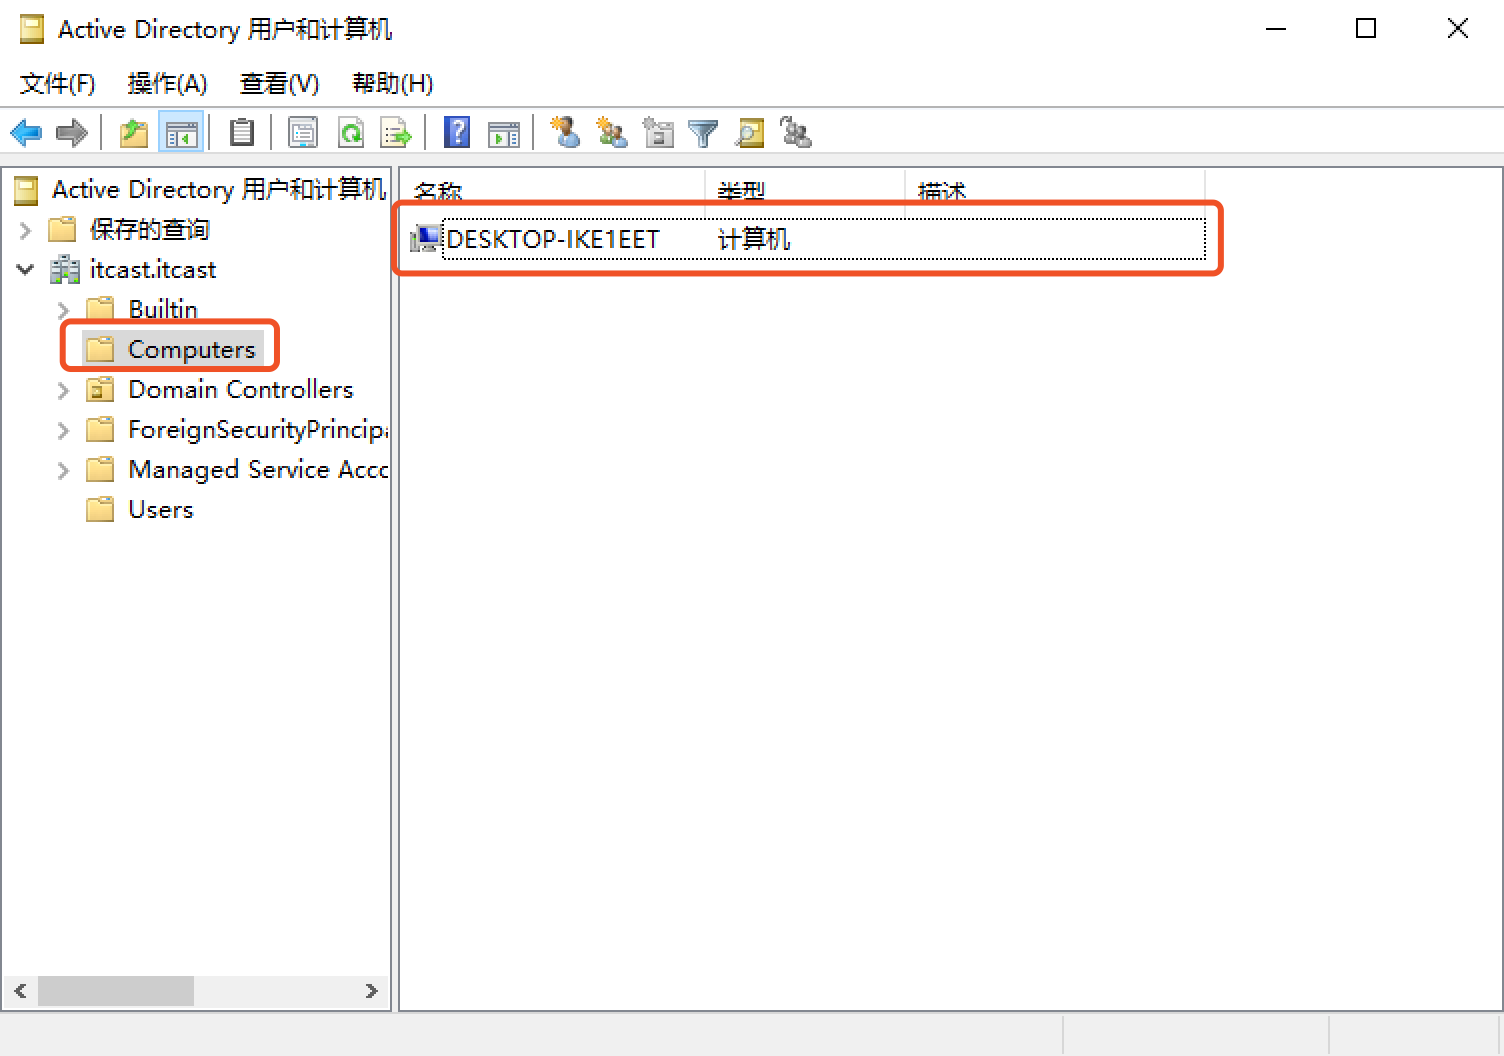 Active Directory 用户和计算机
文件(F) 操作(A) 查看(V) 帮助(H)
Active Directory 用户和计算机
保存的查询
itcast.itcast
Builtin
Computers
Domain Controllers
ForeignSecurityPrincip
Managed Service Acc
Users
名称 类型 描述
DESKTOP-IKE1EET 计算机